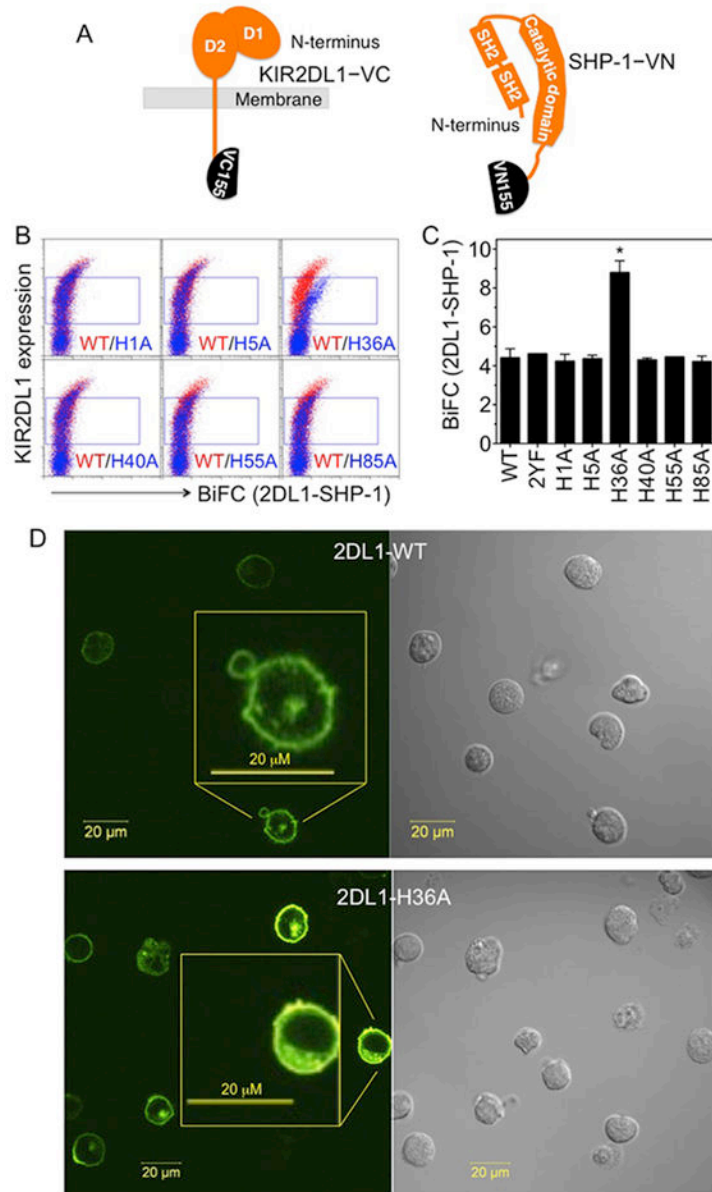 A
D2
D1
N-terminus
KIR2DL1–VC
Membrane
VC155
SH2
SH2
Catalytic domain
SHP-1–VN
N-terminus
VN155
B
KIR2DL1 expression
WT/H1A
WT/H5A
WT/H36A
WT/H40A
WT/H55A
WT/H85A
BiFC (2DL1-SHP-1)
C
BiFC (2DL1-SHP-1)
10
8
6
4
2
0
*
WT
2YF
H1A
H5A
H36A
H40A
H55A
H85A
D
2DL1-WT
20 μM
20 μm
20 μm
2DL1-H36A
20 μM
20 μm
20 μm